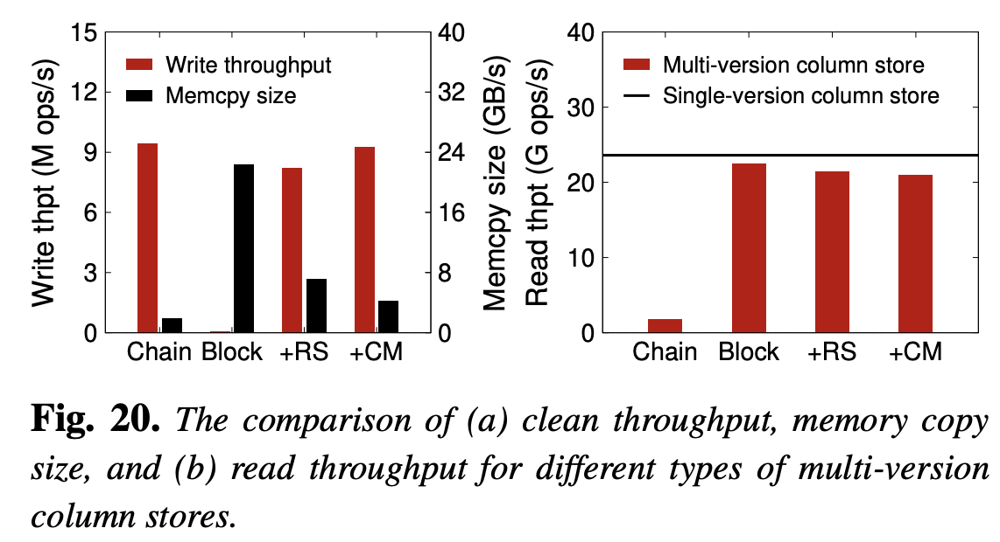 Write thpt (M ops/s)
15
12
9
6
3
0
Write throughput
Memcpy size
40
32
24
16
8
0
Memcpy size (GB/s)
Chain Block +RS +CM
Read thpt (G ops/s)
40
30
20
10
0
Multi-version column store
Single-version column store
Chain Block +RS +CM
Fig. 20. The comparison of (a) clean throughput, memory copy
size, and (b) read throughput for different types of multi-version
column stores.